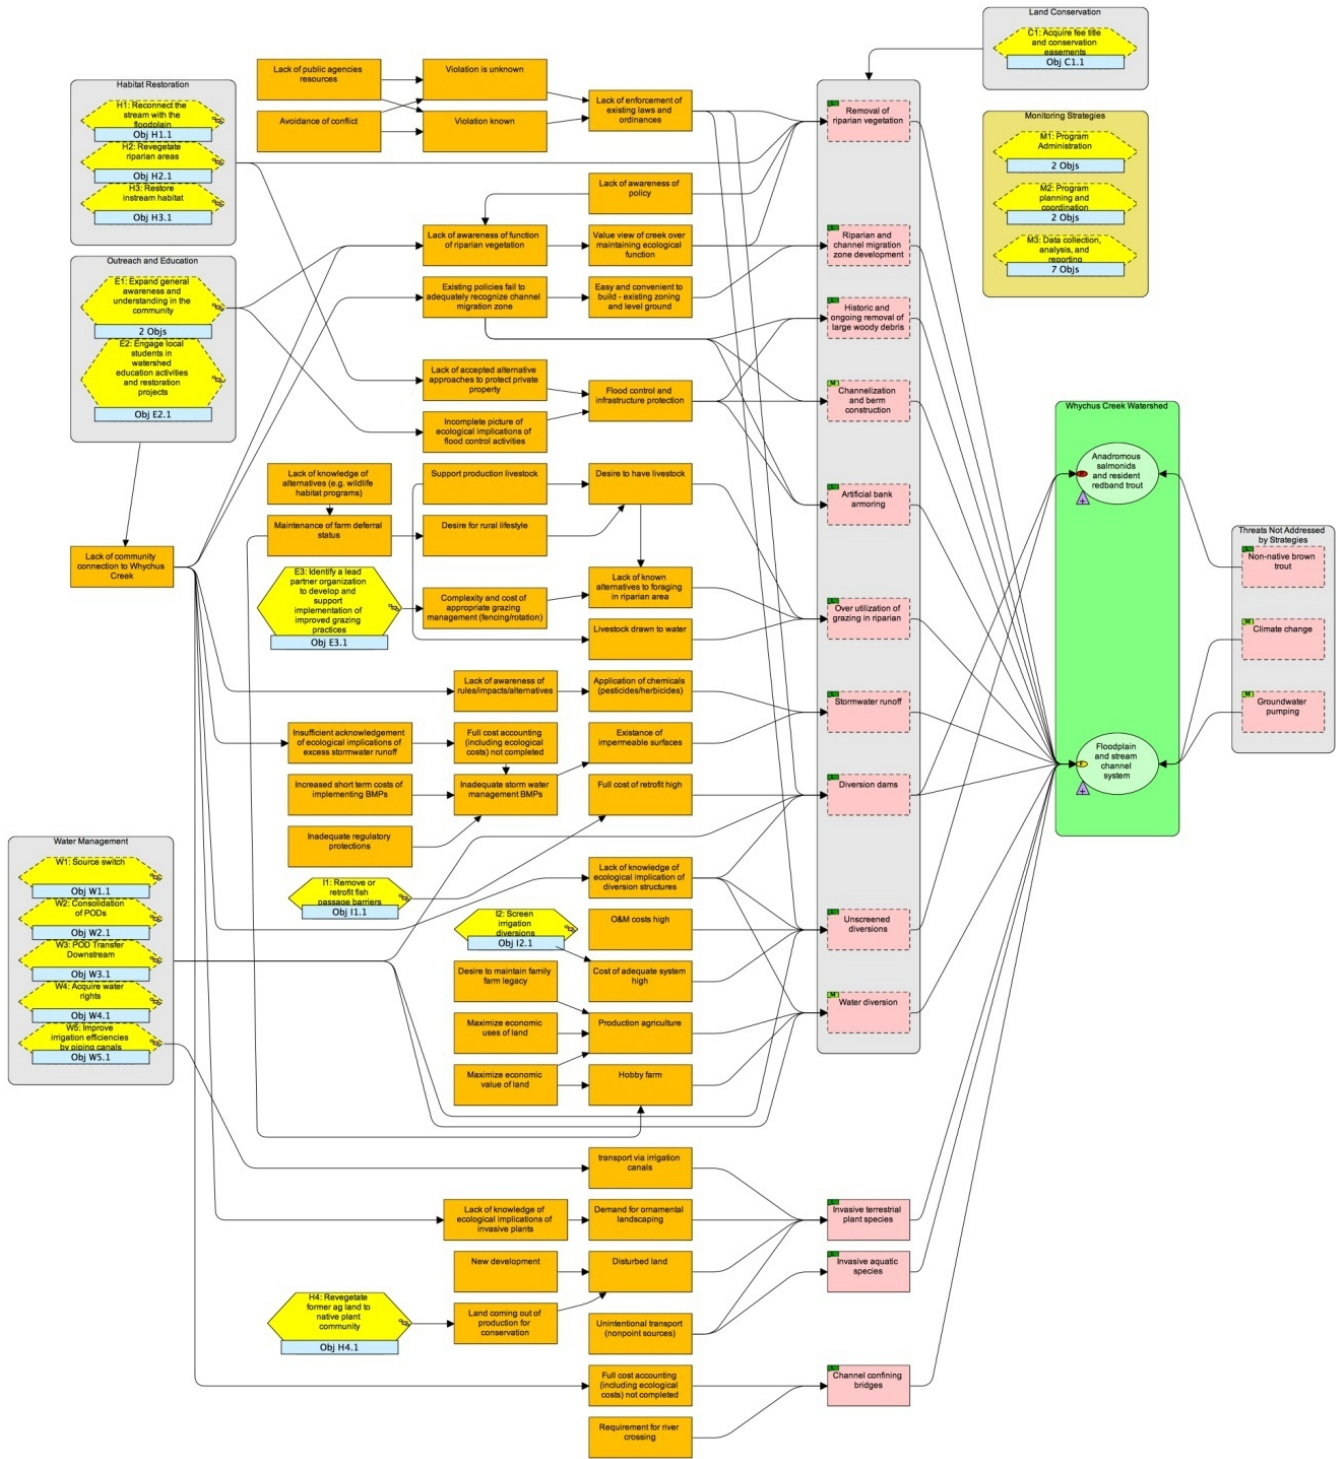 Land Conservation
C1: Acquire fee title
and conservation
easements
Obj C1.1
Monitoring Strategies
M1: Program
Administration
2 Objs
M2: Program
planning and
coordination
2 Objs
M3: Data collection,
analysis, and
reporting
7 Objs
Habitat Restoration
H1: Reconnect the
stream with the
floodplain
Obj H1.1
H2: Revegetate
riparian areas
Obj H2.1
H3: Restore
instream habitat
Obj H3.1
Outreach and Education
E1: Expand general
awareness and
understanding in the
community
2 Objs
E2: Engage local
students in
watershed
education activities
and restoration
projects
Obj E2.1
Lack of community
connection to Whychus
Creek
Water Management
W1: Source switch
Obj W1.1
W2: Consolidation
of PODs
Obj W2.1
W3: POD Transfer
Downstream
Obj W3.1
W4: Acquire water
rights
Obj W4.1
W5: Improve
irrigation efficiencies
by piping canals
Obj W5.1
Lack of public agencies
resources
Violation is unknown
Avoidance of conflict
Violation known
Lack of enforcement of
existing laws and
ordinances
Lack of awareness of
policy
Lack of awareness of function
of riparian vegetation
Value view of creek over
maintaining ecological
function
Existing policies fail to
adequately recognize channel
migration zone
Easy and convenient to
build - existing zoning
and level ground
Lack of accepted alternative
approaches to protect private
property
Flood control and
infrastructure protection
Incomplete picture of
ecological implications of
flood control activities
Lack of knowledge of
alternatives (e.g. wildlife
habitat programs)
Support production livestock
Desire to have livestock
Maintenance of farm deferral
status
Desire for rural lifestyle
E3: Identify a lead
partner organization
to develop and
support
implementation of
improved grazing
practices
Obj E3.1
Complexity and cost of
appropriate grazing
management (fencing/rotation)
Lack of known
alternatives to foraging
in riparian area
Livestock drawn to water
Lack of awareness of
rules/impacts/alternatives
Application of chemicals
(pesticides/herbicides)
Insufficient acknowledgement
of ecological implications of
excess stormwater runoff
Full cost accounting
(including ecological
costs) not completed
Existance of
impermeable surfaces
Increased short term costs of
implementing BMPs
Inadequate storm water
management BMPs
Full cost of retrofit high
Inadequate regulatory
protections
I1: Remove or
retrofit fish
passage barriers
Obj I1.1
Lack of knowledge of
ecological implication of
diversion structures
I2: Screen
irrigation
diversions
Obj I2.1
O&M costs high
Desire to maintain family
farm legacy
Cost of adequate system
high
Maximize economic
uses of land
Production agriculture
Maximize economic
value of land
Hobby farm
transport via irrigation
canals
Lack of knowledge of
ecological implications of
invasive plants
Demand for ornamental
landscaping
New development
Disturbed land
H4: Revegetate
former ag land to
native plant
community
Obj H4.1
Land coming out of
production for
conservation
Unintentional transport
(nonpoint sources)
Full cost accounting
(including ecological
costs) not completed
Requirement for river
crossing
L
Removal of
riparian vegetation
L
Riparian and
channel migration
zone development
L
Historic and
ongoing removal of
large woody debris
M
Channelization
and berm
construction
L
Artificial bank
armoring
L
Over utilization of
grazing in riparian
L
Stormwater runoff
L
Diversion dams
L
Unscreened
diversions
M
Water diversion
L
Invasive terrestrial
plant species
L
Invasive aquatic
species
L
Channel confining
bridges
Whychus Creek Watershed
Anadromous
salmonids
and resident
redband trout
Floodplain
and stream
channel
system
F
Threats Not Addressed
by Strategies
L
Non-native brown
trout
M
Climate change
M
Groundwater
pumping